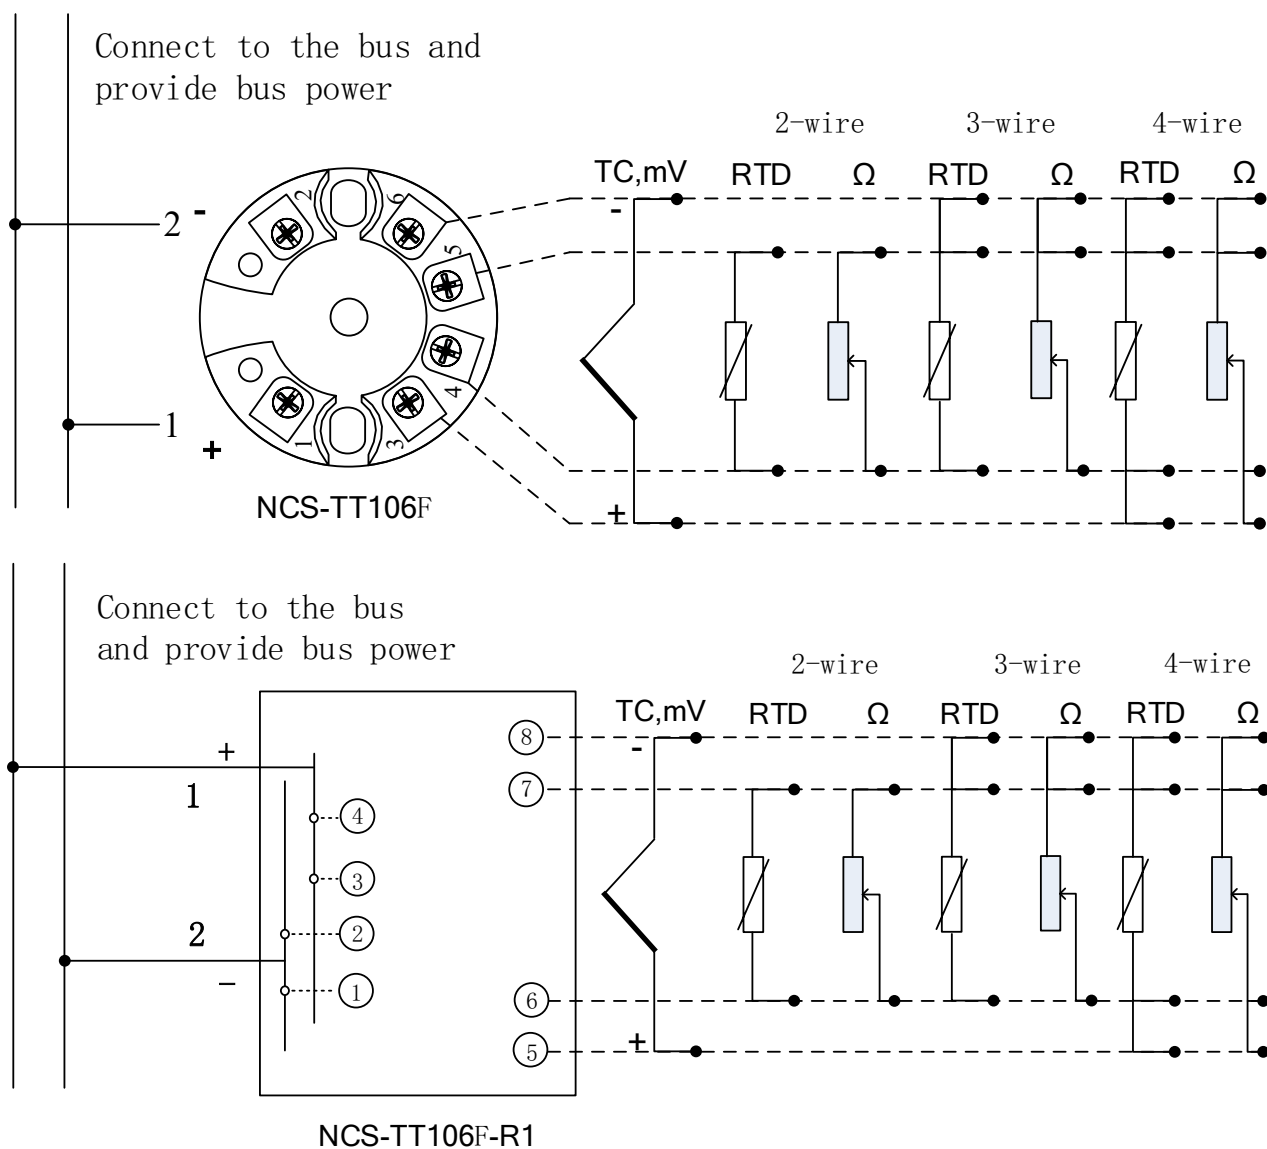 Connect to the bus and
provide bus power
2-wire 3-wire 4-wire
TC,mV RTD Ω RTD Ω RTD Ω
-
2 -
2 6
5
4
1 3
1
+
+
NCS-TT106F
Connect to the bus
and provide bus power
2-wire 3-wire 4-wire
TC,mV RTD Ω RTD Ω RTD Ω
8
-
+
7
1
4
3
2
2
−
1
6
5
+
NCS-TT106F-R1